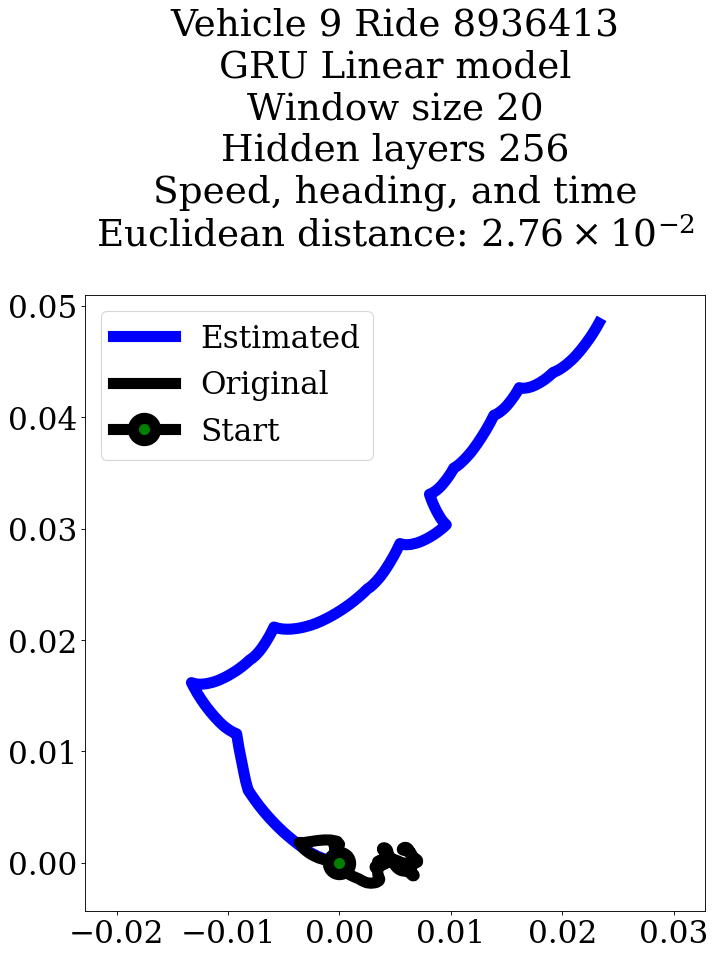 Vehicle 9 Ride 8936413
GRU Linear model
Window size 20
Hidden layers 256
Speed, heading, and time
Euclidean distance: 2.76 × 10⁻²
Estimated
Original
Start
0.05
0.04
0.03
0.02
0.01
0.00
−0.02 −0.01 0.00 0.01 0.02 0.03